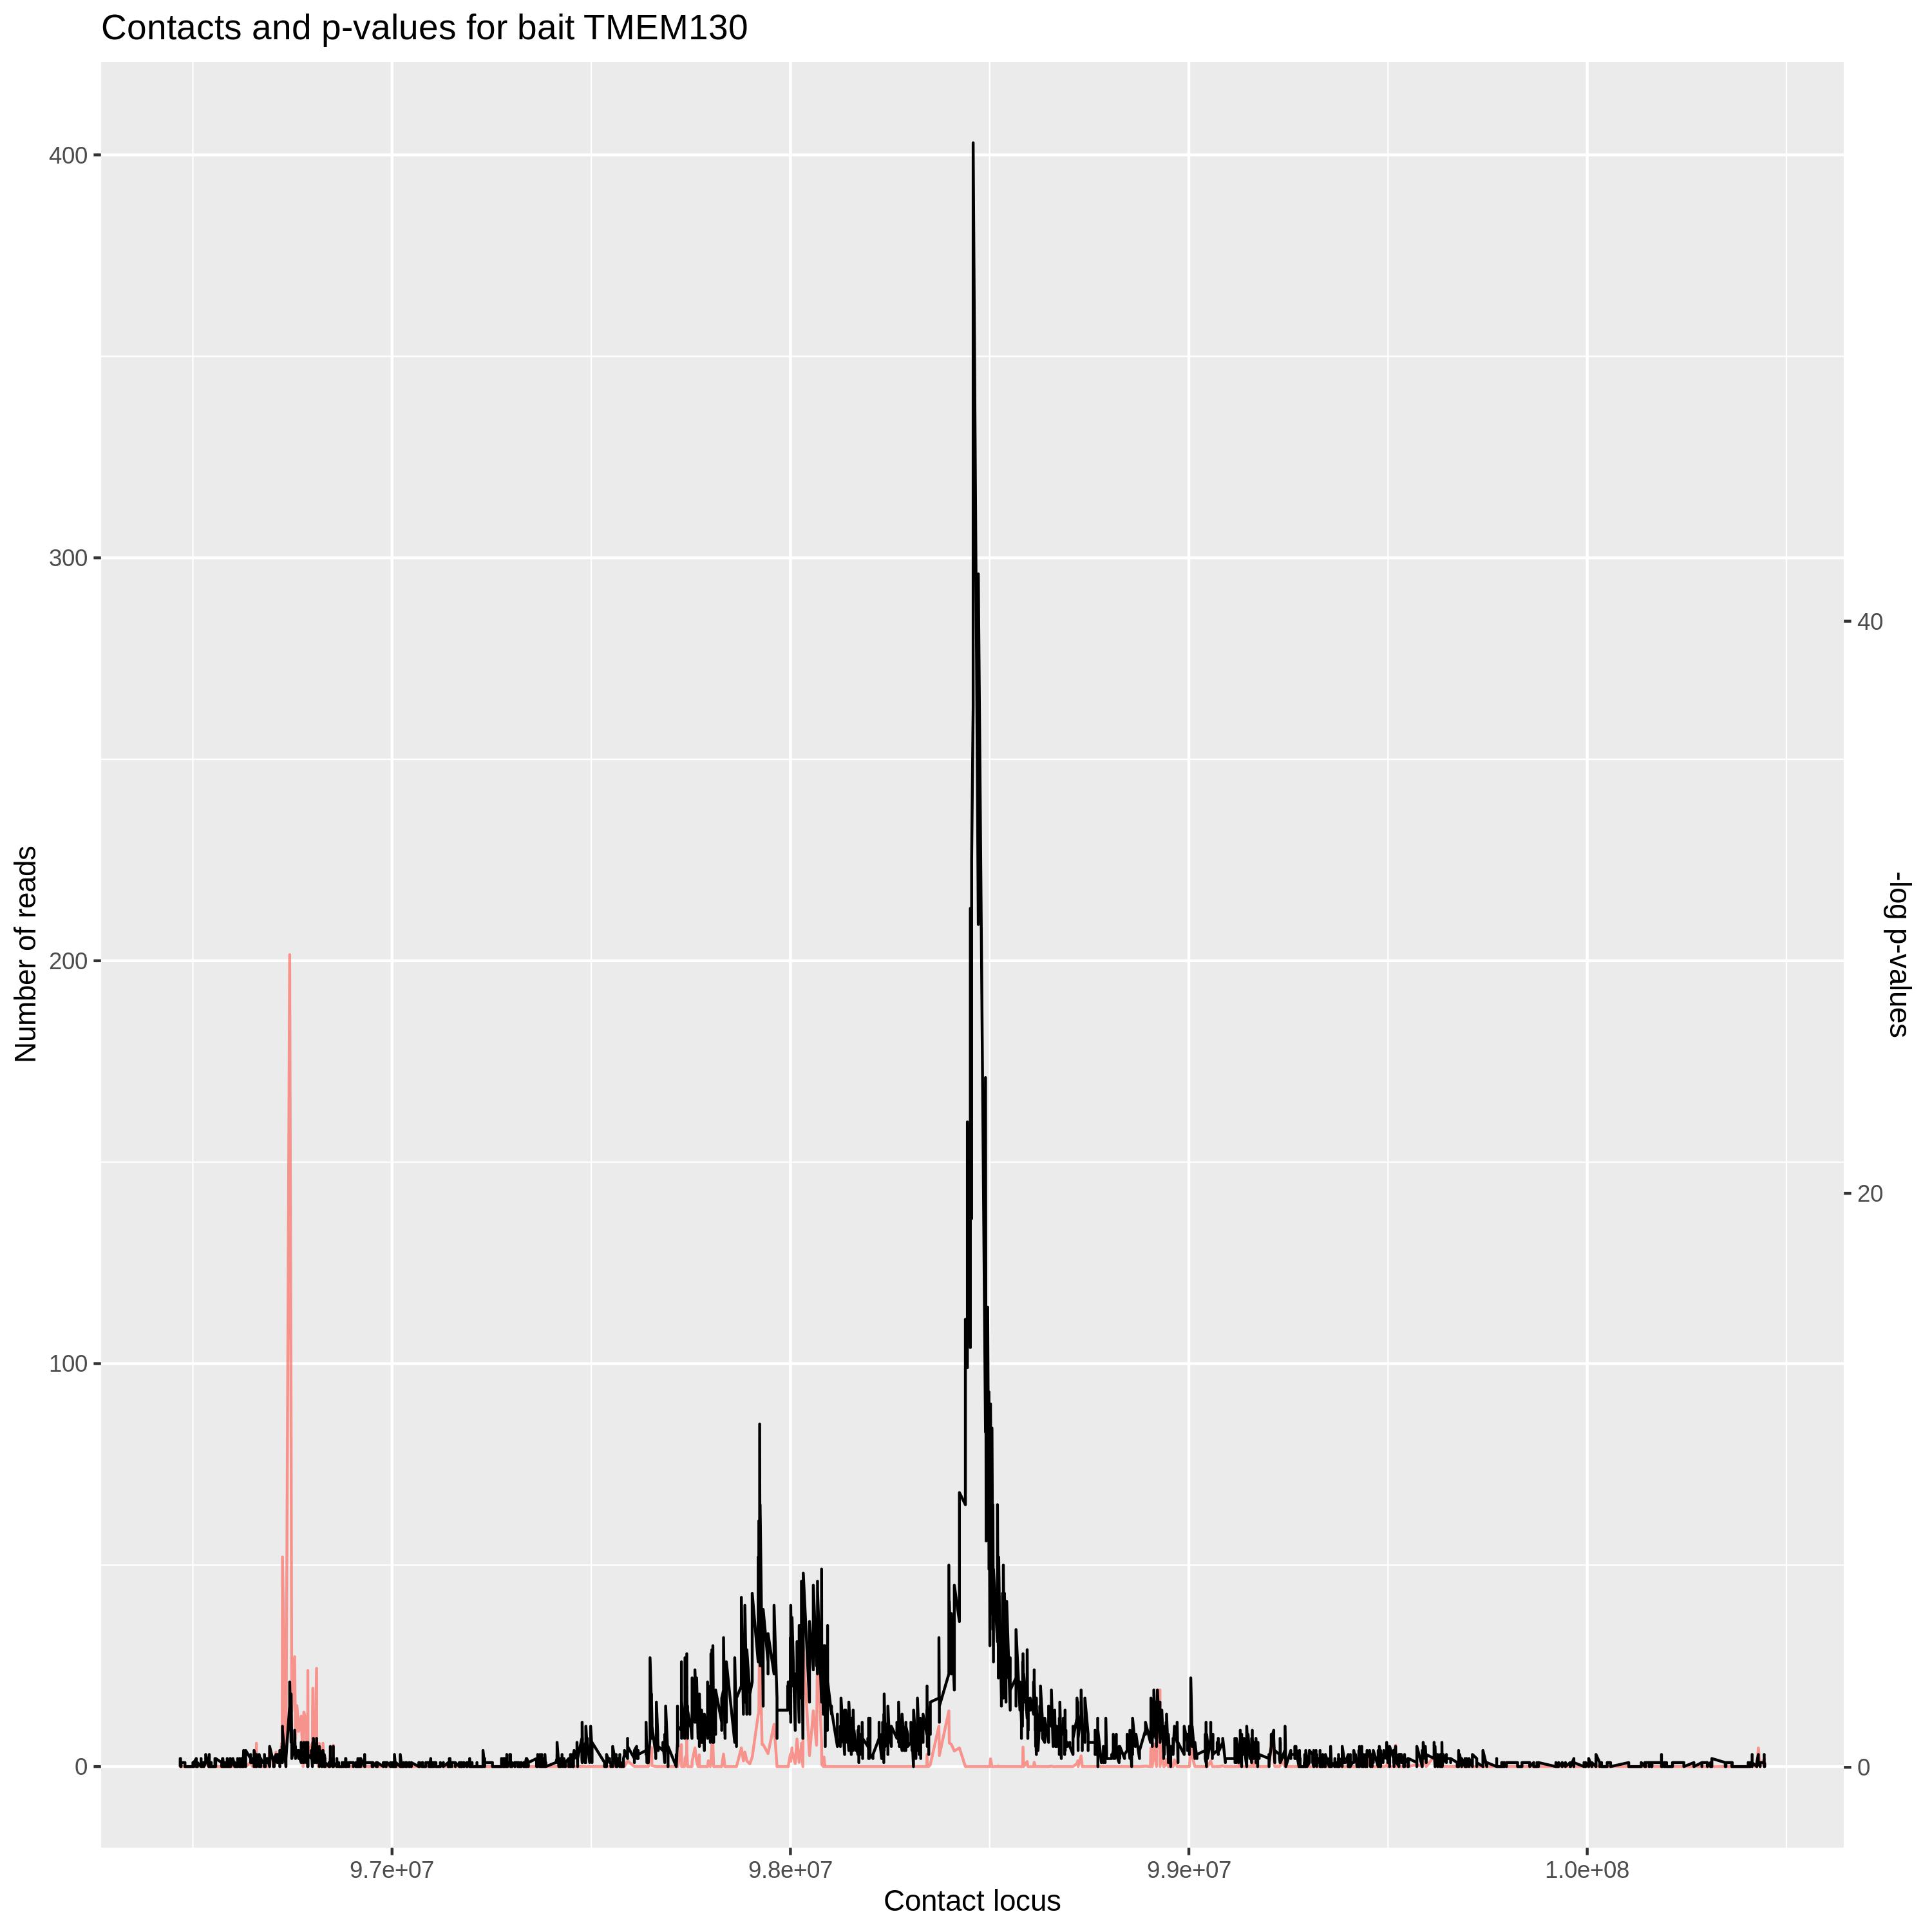 Contacts and p-values for bait TMEM130
400
300
200
100
0
Number of reads
40
20
0
-log p-values
9.7e+07
9.8e+07
9.9e+07
1.0e+08
Contact locus